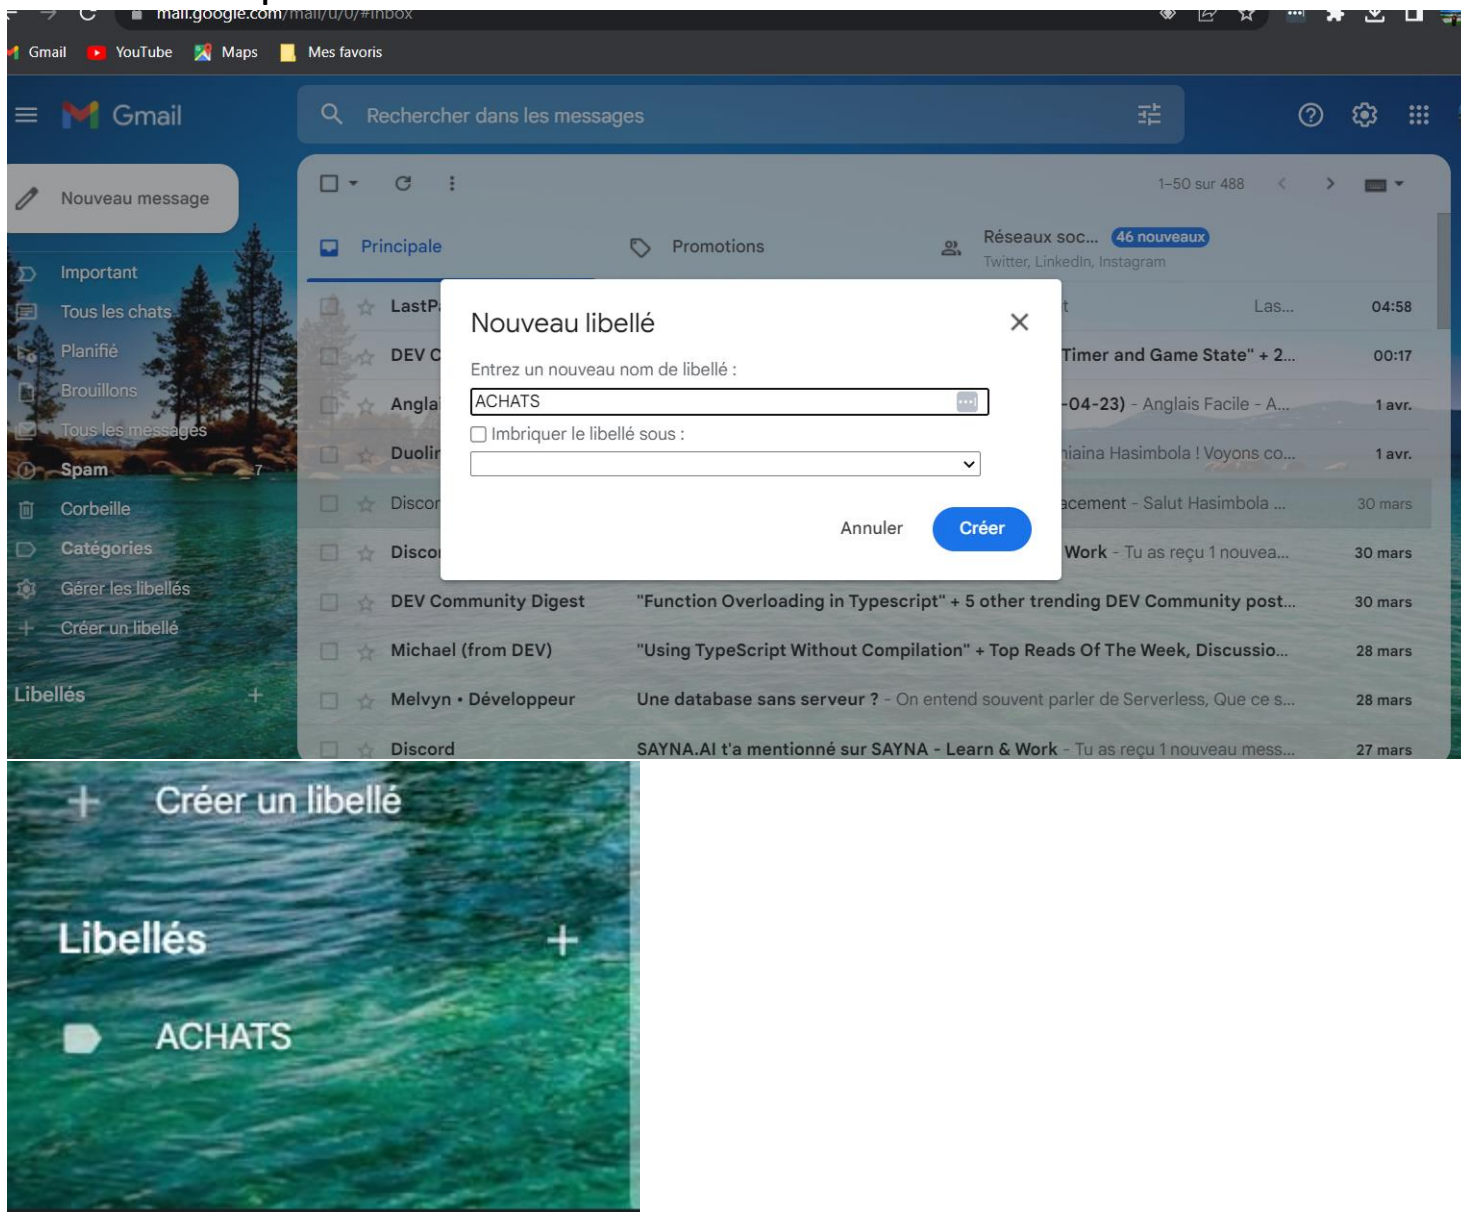 mail.google.com/mail/u/0/#inbox
Gmail YouTube Maps Mes favoris
Gmail
Rechercher dans les messages
Nouveau message
1–50 sur 488
Principale
Promotions
Réseaux soc... 46 nouveaux
Twitter, LinkedIn, Instagram
Important
Tous les chats
Planifié
Brouillons
Tous les messages
Spam 7
Corbeille
Catégories
Gérer les libellés
Créer un libellé
Libellés
Nouveau libellé
Entrez un nouveau nom de libellé :
ACHATS
Imbriquer le libellé sous :
Annuler Créer
LastP t Las... 04:58
DEV C Timer and Game State" + 2... 00:17
Angla -04-23) - Anglais Facile - A... 1 avr.
Duolin niaina Hasimbola ! Voyons co... 1 avr.
Discor acement - Salut Hasimbola ... 30 mars
Discor Work - Tu as reçu 1 nouvea... 30 mars
DEV Community Digest "Function Overloading in Typescript" + 5 other trending DEV Community post... 30 mars
Michael (from DEV) "Using TypeScript Without Compilation" + Top Reads Of The Week, Discussio... 28 mars
Melvyn • Développeur Une database sans serveur ? - On entend souvent parler de Serverless, Que ce s... 28 mars
Discord SAYNA.AI t'a mentionné sur SAYNA - Learn & Work - Tu as reçu 1 nouveau mess... 27 mars
Créer un libellé
Libellés
ACHATS